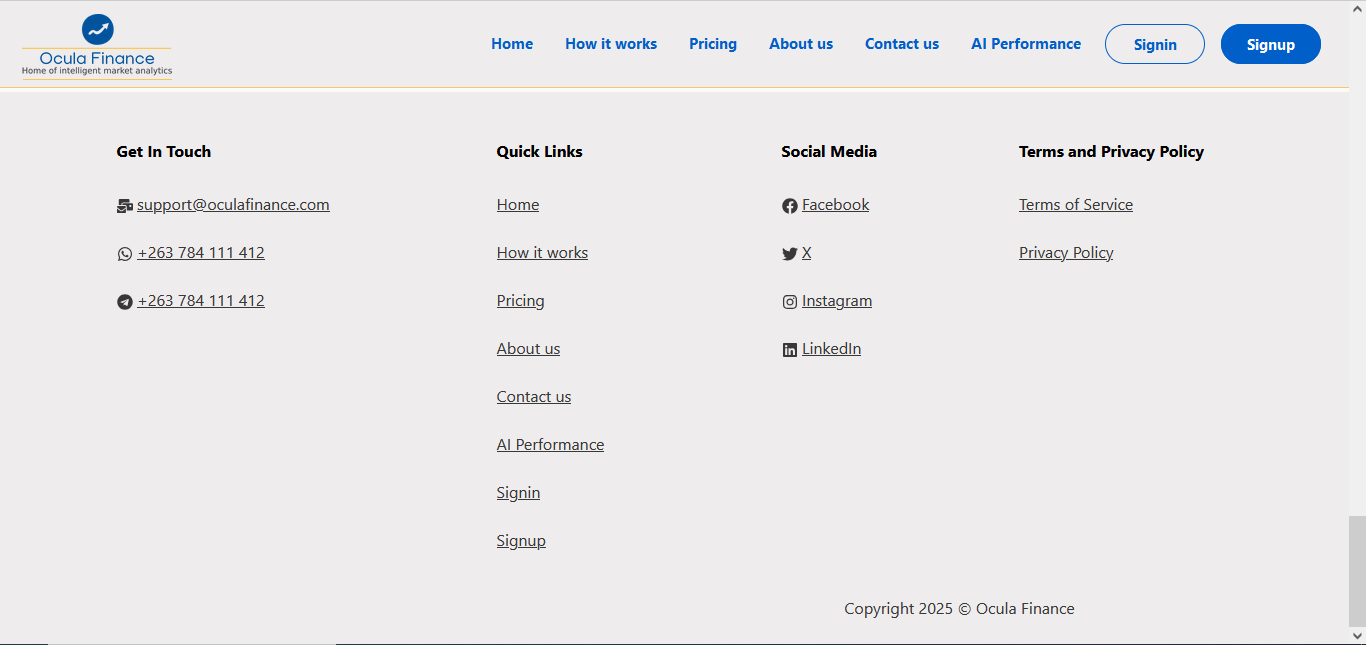 Ocula Finance
Home of intelligent market analytics
Home
How it works
Pricing
About us
Contact us
AI Performance
Signin
Signup
Get In Touch
support@oculafinance.com
+263 784 111 412
+263 784 111 412
Quick Links
Home
How it works
Pricing
About us
Contact us
AI Performance
Signin
Signup
Social Media
Facebook
X
Instagram
LinkedIn
Terms and Privacy Policy
Terms of Service
Privacy Policy
Copyright 2025 © Ocula Finance